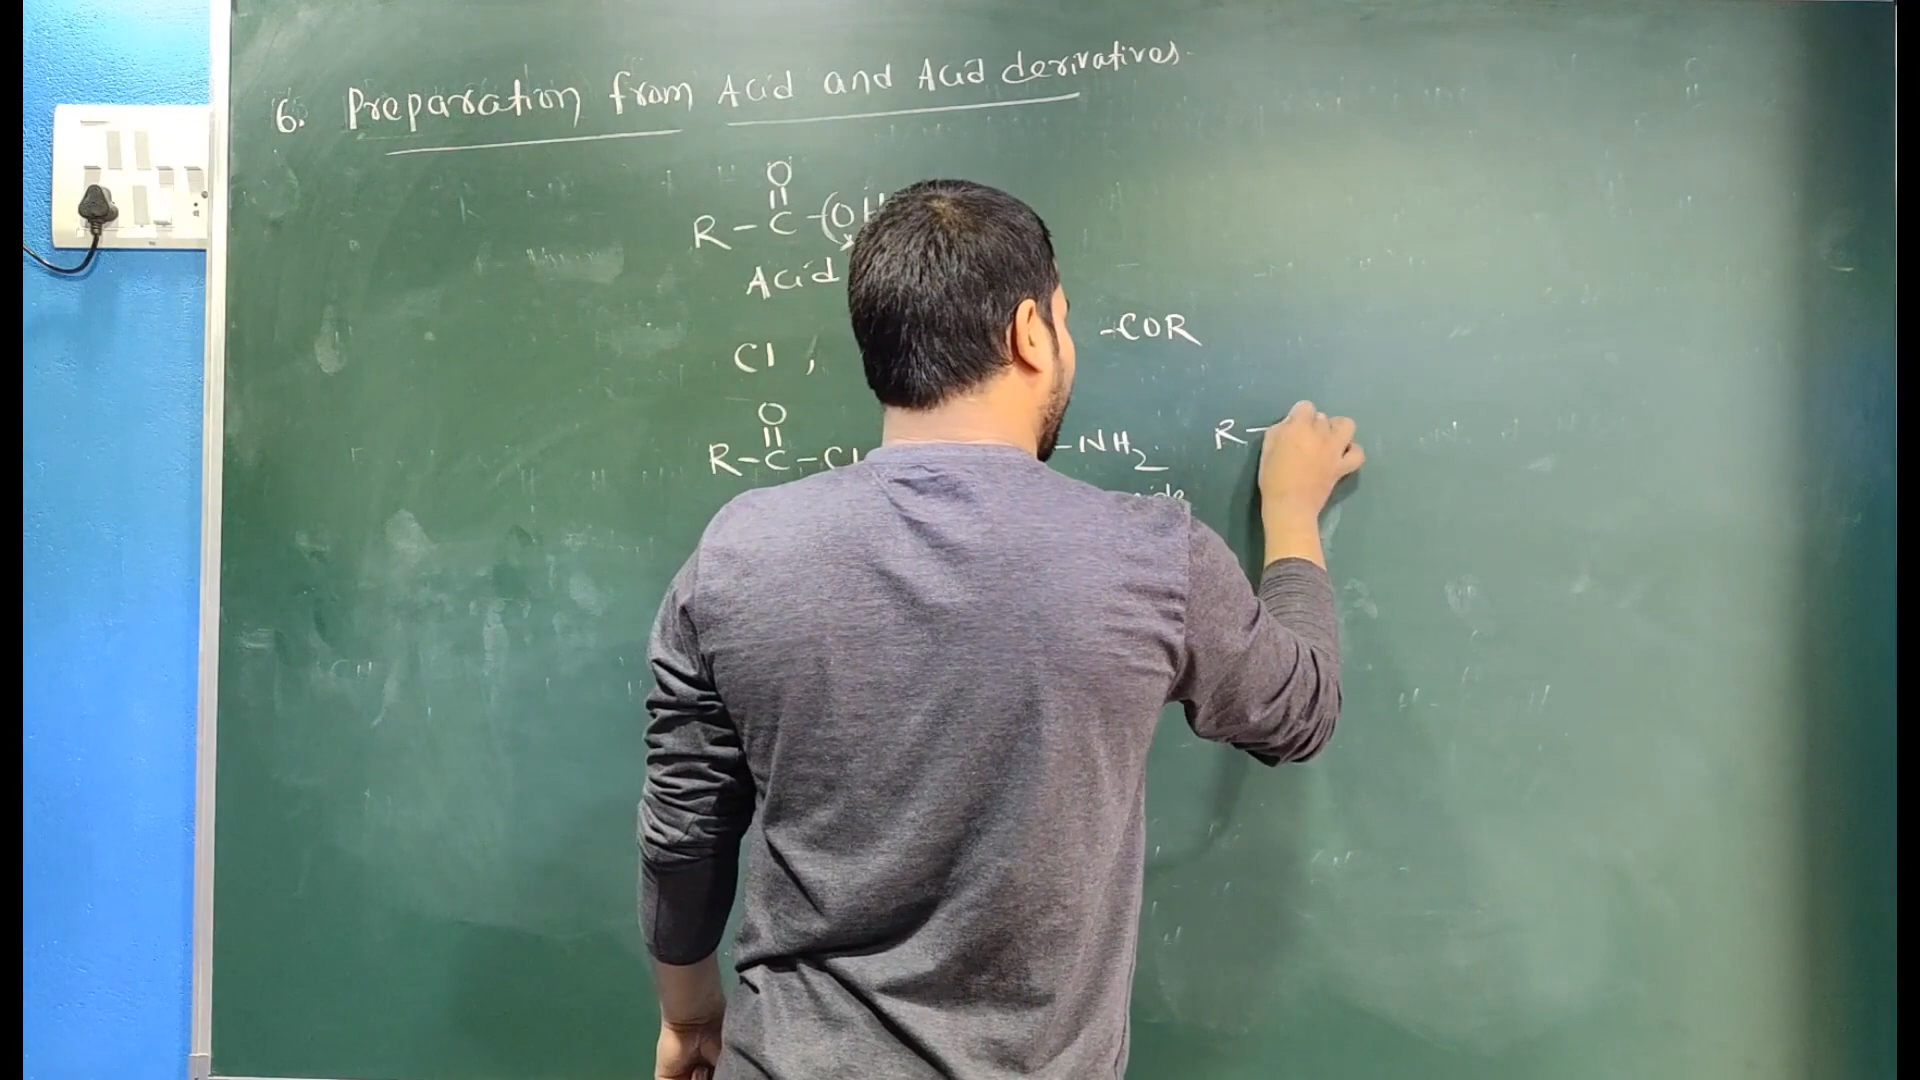 6. Preparation from Acid and Acid derivatives.
O
||
R-C-(OH
Acid
-COR
Cl ,
O
||
R-C-Cl -NH2 R-